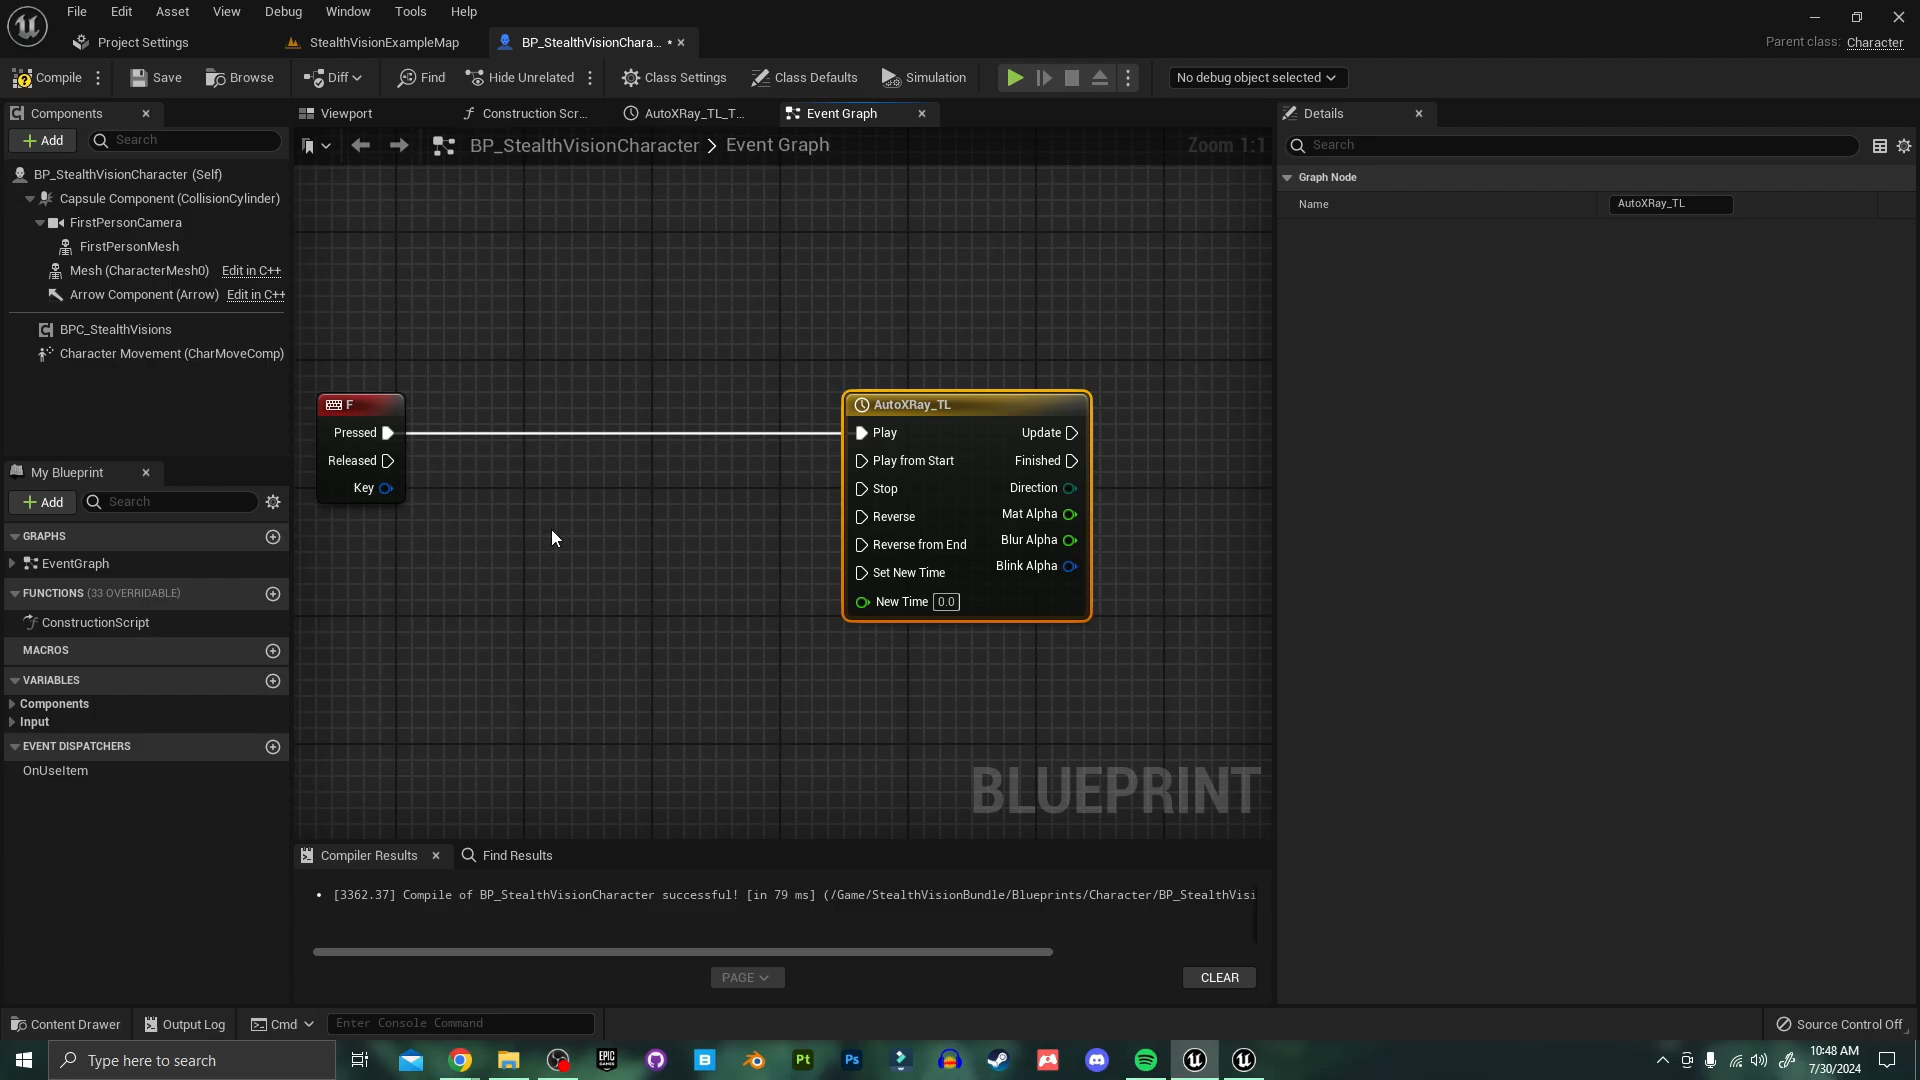 File Edit Asset View Debug Window Tools Help
Project Settings StealthVisionExampleMap BP_StealthVisionChara... * Parent class: Character
Compile Save Browse Diff Find Hide Unrelated Class Settings Class Defaults Simulation No debug object selected
Components Viewport Construction Scr... AutoXRay_TL_T... Event Graph Details
Add Search BP_StealthVisionCharacter > Event Graph Zoom 1:1 Search
BP_StealthVisionCharacter (Self)
Capsule Component (CollisionCylinder)
FirstPersonCamera
FirstPersonMesh
Mesh (CharacterMesh0) Edit in C++
Arrow Component (Arrow) Edit in C++
BPC_StealthVisions
Character Movement (CharMoveComp)
Graph Node
Name AutoXRay_TL
F
Pressed
Released
Key
AutoXRay_TL
Play Update
Play from Start Finished
Stop Direction
Reverse Mat Alpha
Reverse from End Blur Alpha
Set New Time Blink Alpha
New Time 0.0
My Blueprint
Add Search
GRAPHS
EventGraph
FUNCTIONS (33 OVERRIDABLE)
ConstructionScript
MACROS
VARIABLES
Components
Input
EVENT DISPATCHERS
OnUseItem
BLUEPRINT
Compiler Results Find Results
[3362.37] Compile of BP_StealthVisionCharacter successful! [in 79 ms] (/Game/StealthVisionBundle/Blueprints/Character/BP_StealthVisi
PAGE CLEAR
Content Drawer Output Log Cmd Enter Console Command Source Control Off
Type here to search EPIC GAMES Pt Ps 10:48 AM
7/30/2024